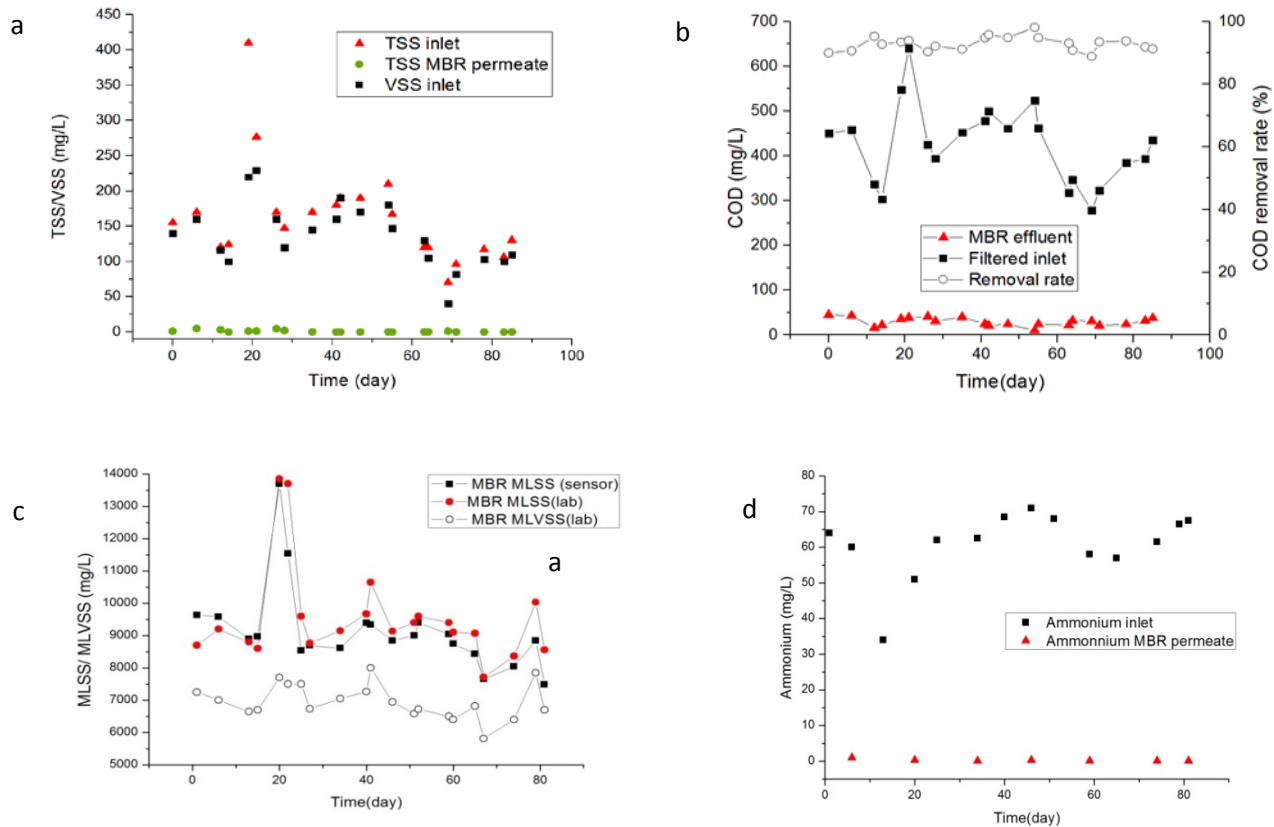 a
TSS/VSS (mg/L)
450
400
350
300
250
200
150
100
50
0
TSS inlet
TSS MBR permeate
VSS inlet
0 20 40 60 80 100
Time (day)
b
COD (mg/L)
700
600
500
400
300
200
100
0
MBR effluent
Filtered inlet
Removal rate
100
80
60
40
20
0
COD removal rate (%)
0 20 40 60 80 100
Time(day)
c
MLSS/ MLVSS (mg/L)
14000
13000
12000
11000
10000
9000
8000
7000
6000
5000
MBR MLSS (sensor)
MBR MLSS(lab)
MBR MLVSS(lab)
a
0 20 40 60 80
Time(day)
d
Ammonium (mg/L)
80
70
60
50
40
30
20
10
0
Ammonium inlet
Ammonnium MBR permeate
0 20 40 60 80
Time(day)